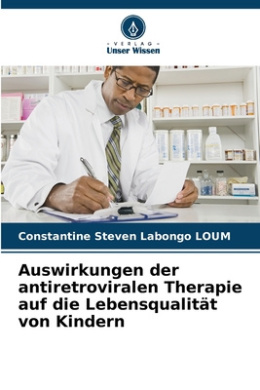 VERLAG
Unser Wissen
Constantine Steven Labongo LOUM
Auswirkungen der
antiretroviralen Therapie
auf die Lebensqualität
von Kindern